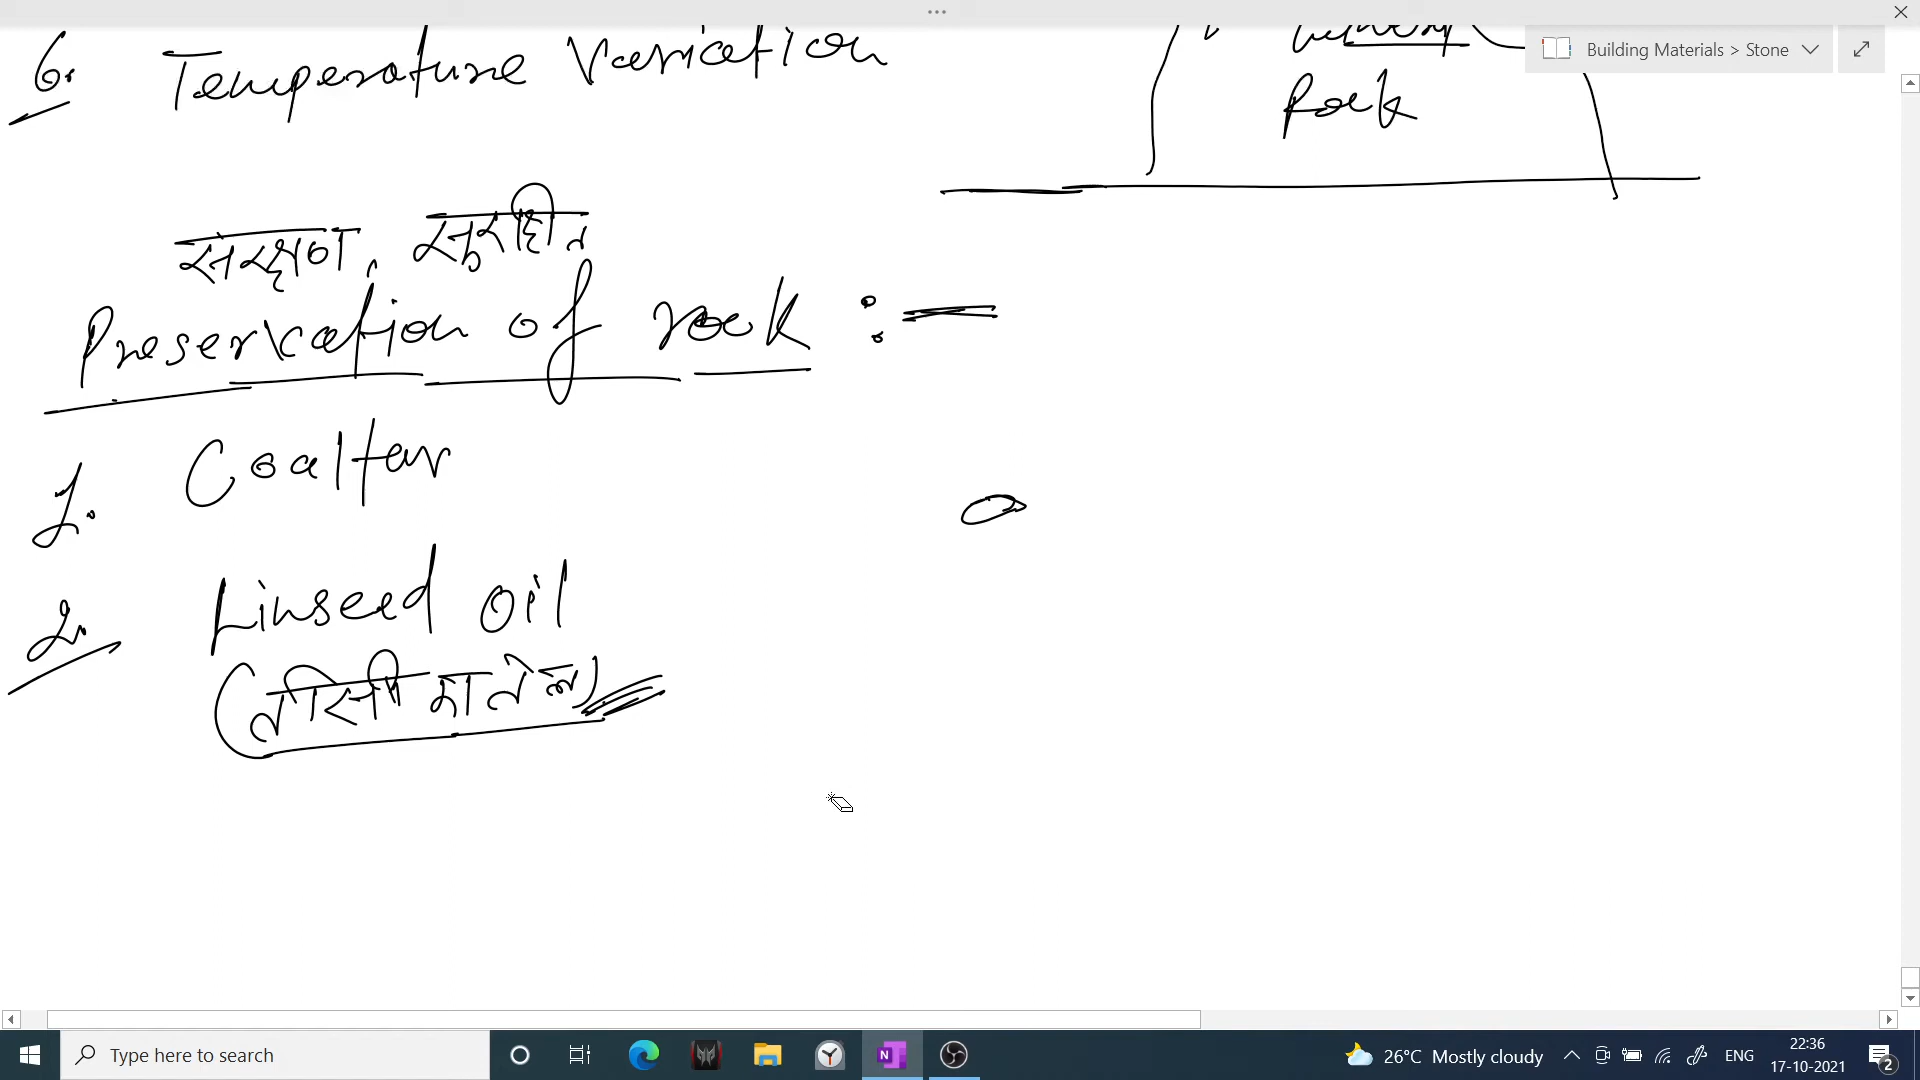 6. Temperature Variation
Rock
Building Materials > Stone
संरक्षण, सुरक्षित
Preservation of rock :=
1. Coaltar
2. Linseed oil
(तीसी का तेल)
Type here to search
26°C Mostly cloudy
ENG
22:36
17-10-2021
2